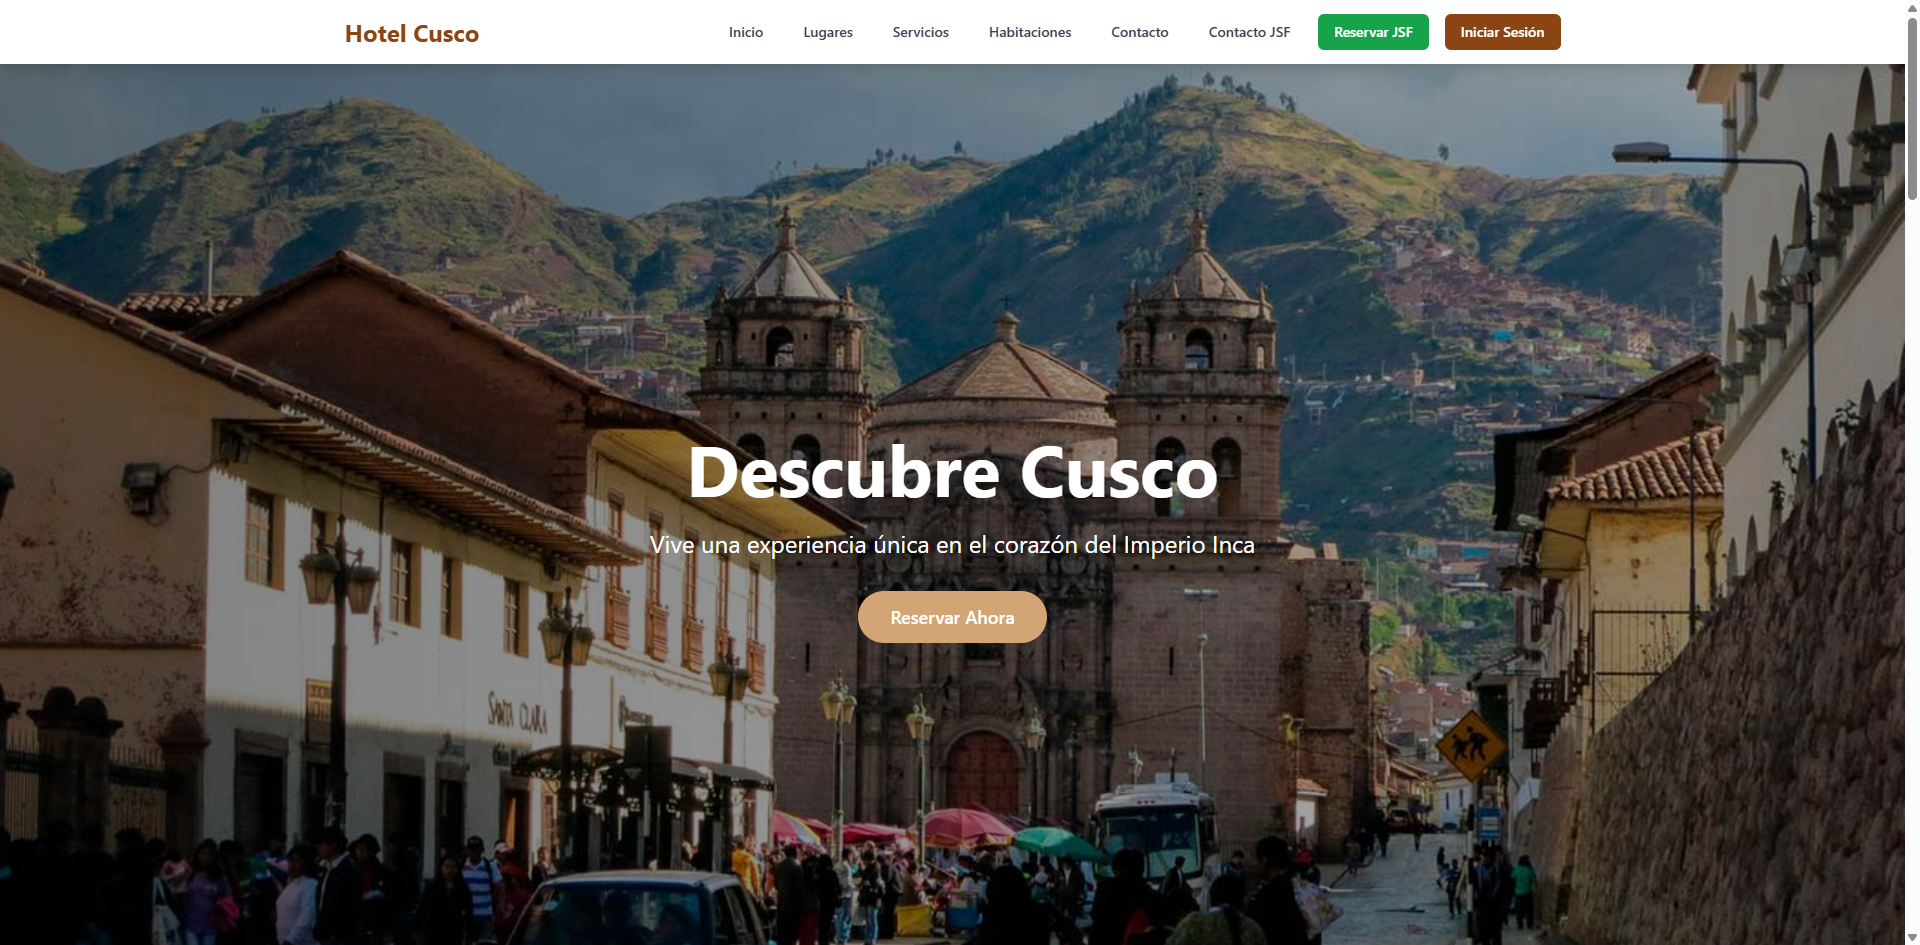 Hotel Cusco
Inicio
Lugares
Servicios
Habitaciones
Contacto
Contacto JSF
Reservar JSF
Iniciar Sesión
Descubre Cusco
Vive una experiencia única en el corazón del Imperio Inca
Reservar Ahora
SANTA CLARA